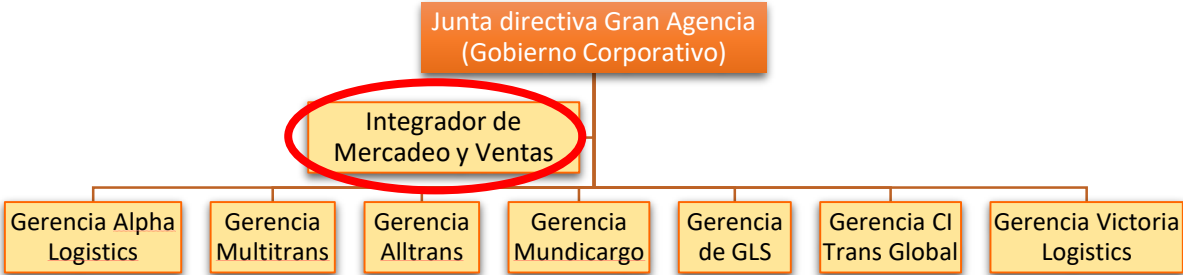 Junta directiva Gran Agencia
(Gobierno Corporativo)
Integrador de
Mercadeo y Ventas
Gerencia Alpha
Logistics
Gerencia
Multitrans
Gerencia
Alltrans
Gerencia
Mundicargo
Gerencia
de GLS
Gerencia CI
Trans Global
Gerencia Victoria
Logistics